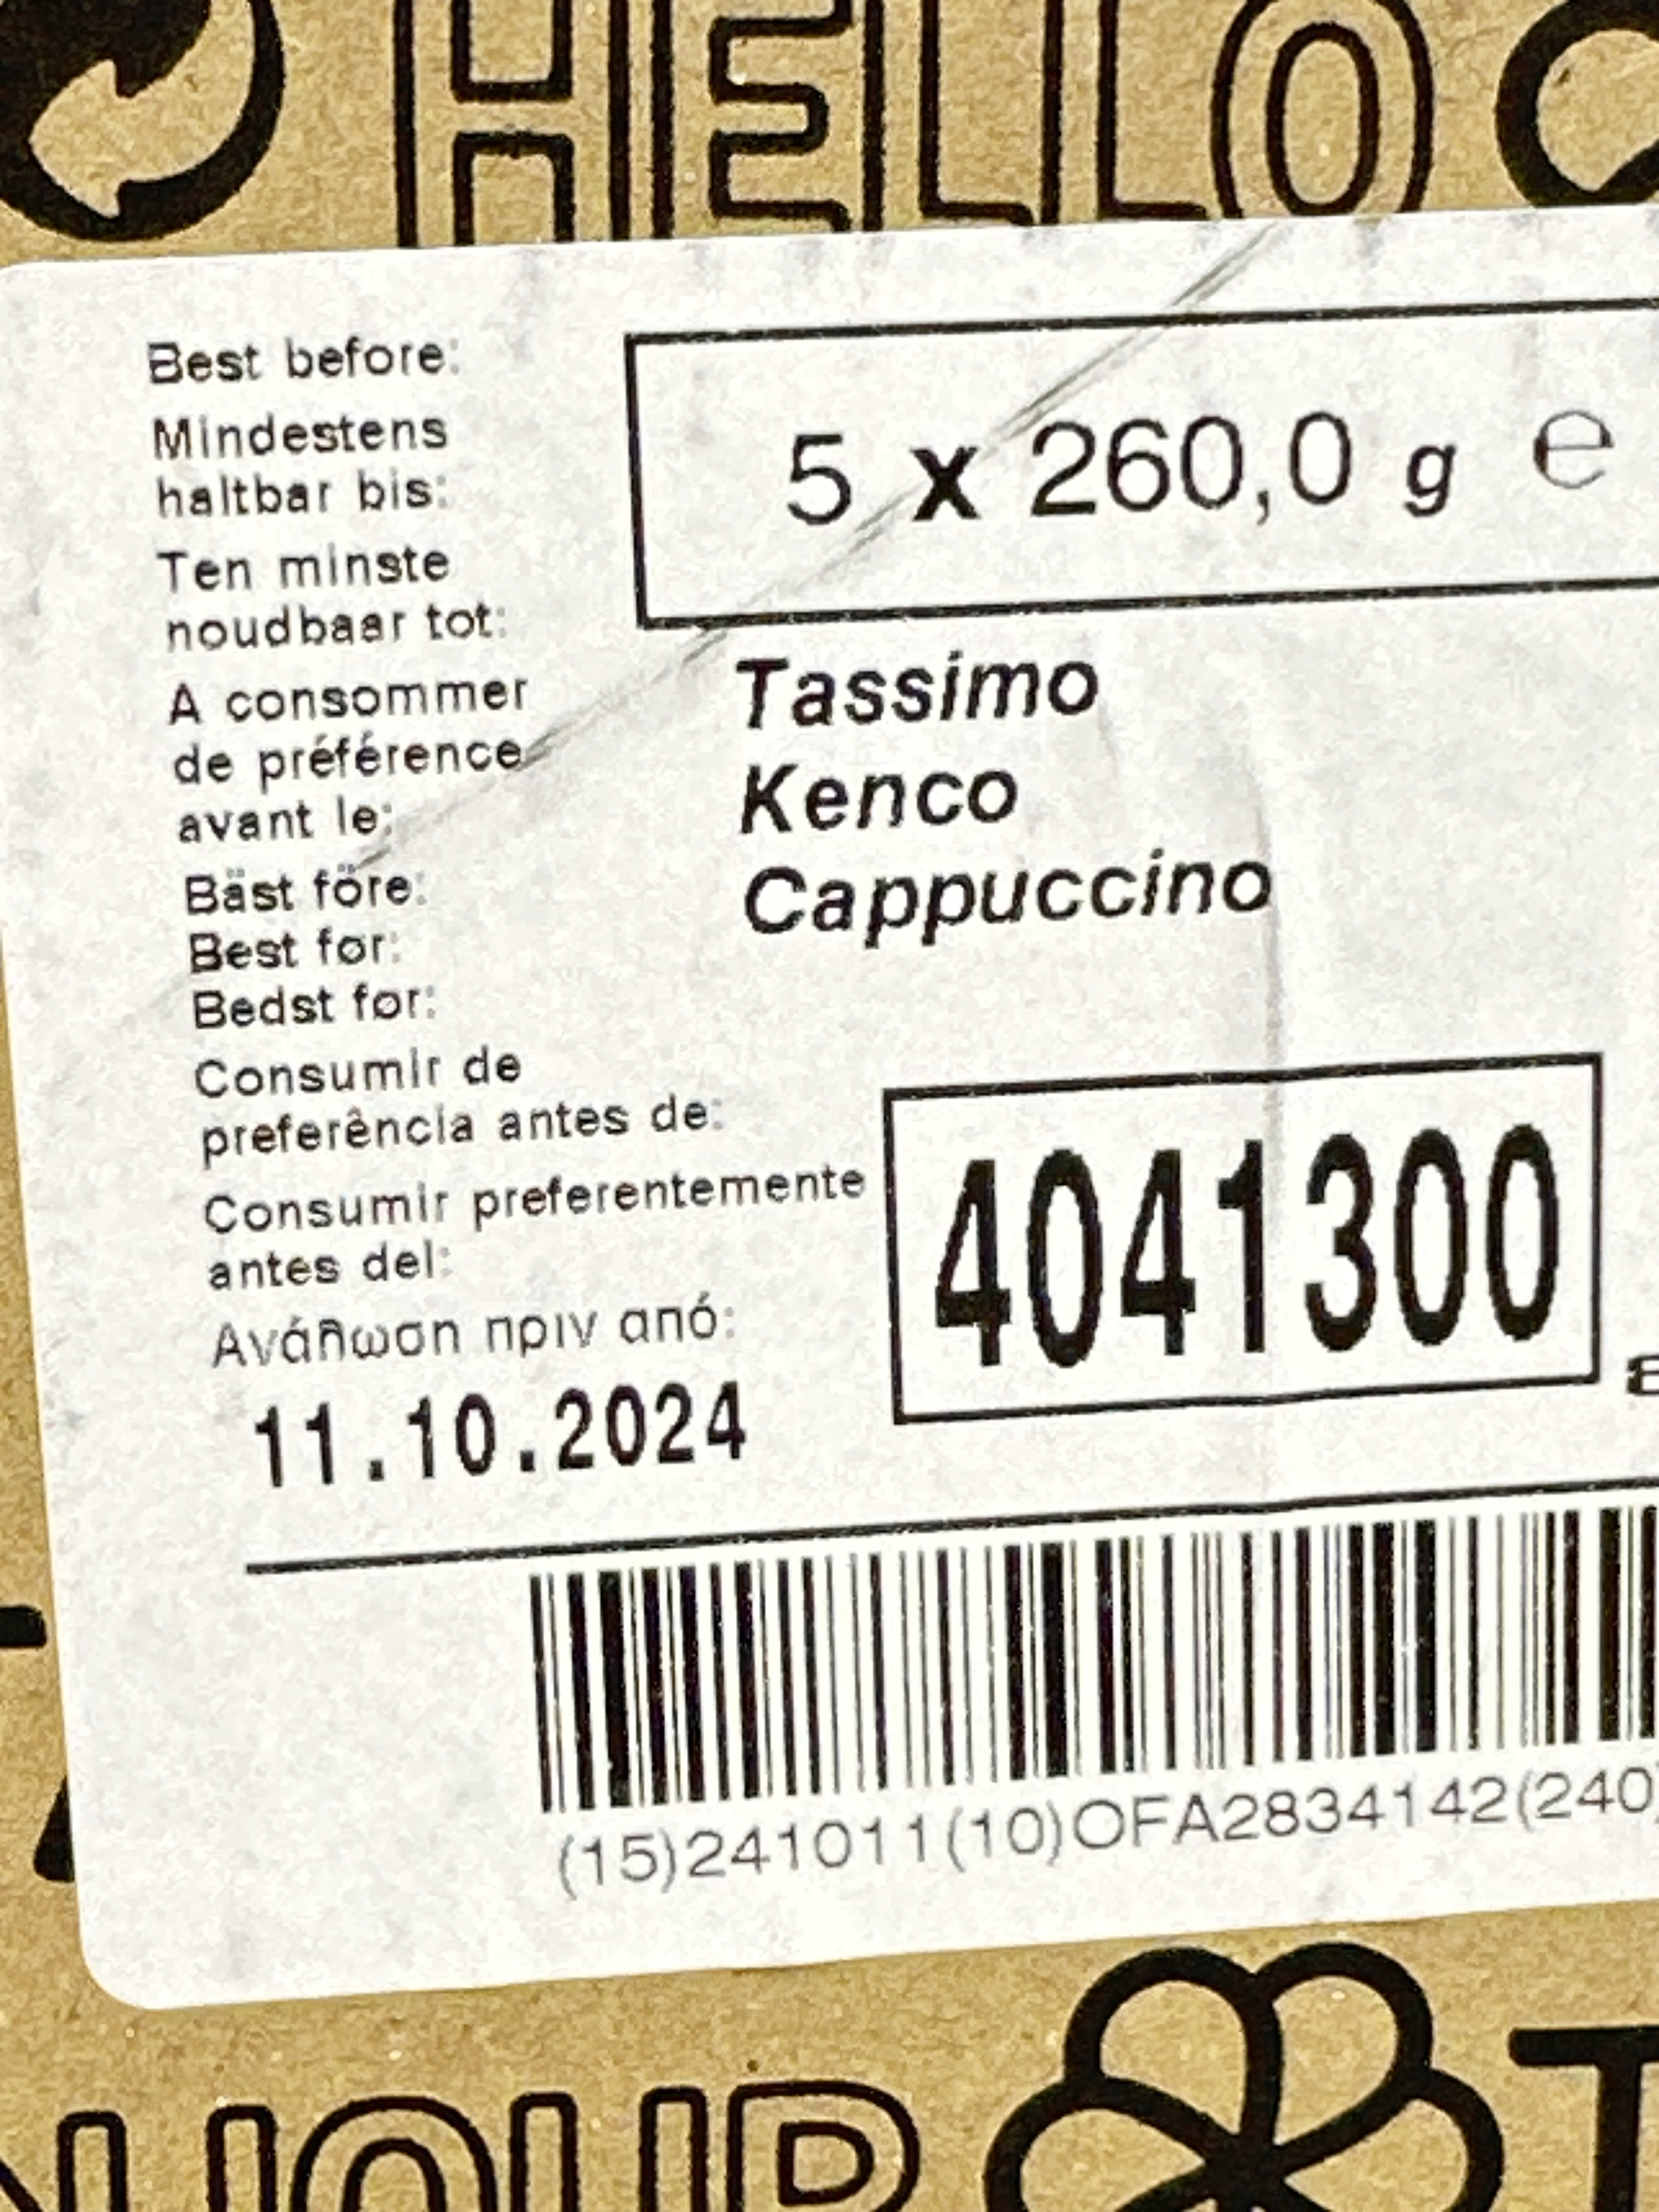 HELLO
Best before:
Mindestens
haltbar bis:
Ten minste
houdbaar tot:
A consommer
de préférence
avant le:
Bäst före:
Best før:
Bedst før:
Consumir de
preferência antes de:
Consumir preferentemente
antes del:
Ανάλωση πριν από:
11.10.2024
5 x 260,0 g ℮
Tassimo
Kenco
Cappuccino
4041300
(15)241011(10)OFA2834142(240)